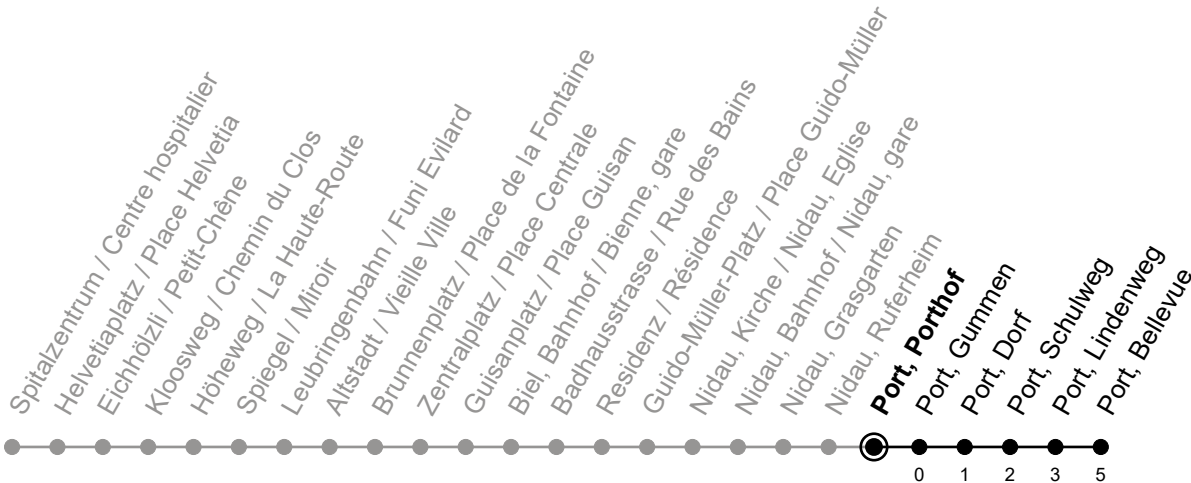 Spitalzentrum / Centre hospitalier
Helvetiaplatz / Place Helvetia
Eichhölzli / Petit-Chêne
Kloosweg / Chemin du Clos
Höheweg / La Haute-Route
Spiegel / Miroir
Leubringenbahn / Funi Evilard
Altstadt / Vieille Ville
Brunnenplatz / Place de la Fontaine
Zentralplatz / Place Centrale
Guisanplatz / Place Guisan
Biel, Bahnhof / Bienne, gare
Badhausstrasse / Rue des Bains
Residenz / Résidence
Guido-Müller-Platz / Place Guido-Müller
Nidau, Kirche / Nidau, Eglise
Nidau, Bahnhof / Nidau, gare
Nidau, Grasgarten
Nidau, Ruferheim
Port, Porthof
Port, Gummen
Port, Dorf
Port, Schulweg
Port, Lindenweg
Port, Bellevue
0 1 2 3 5